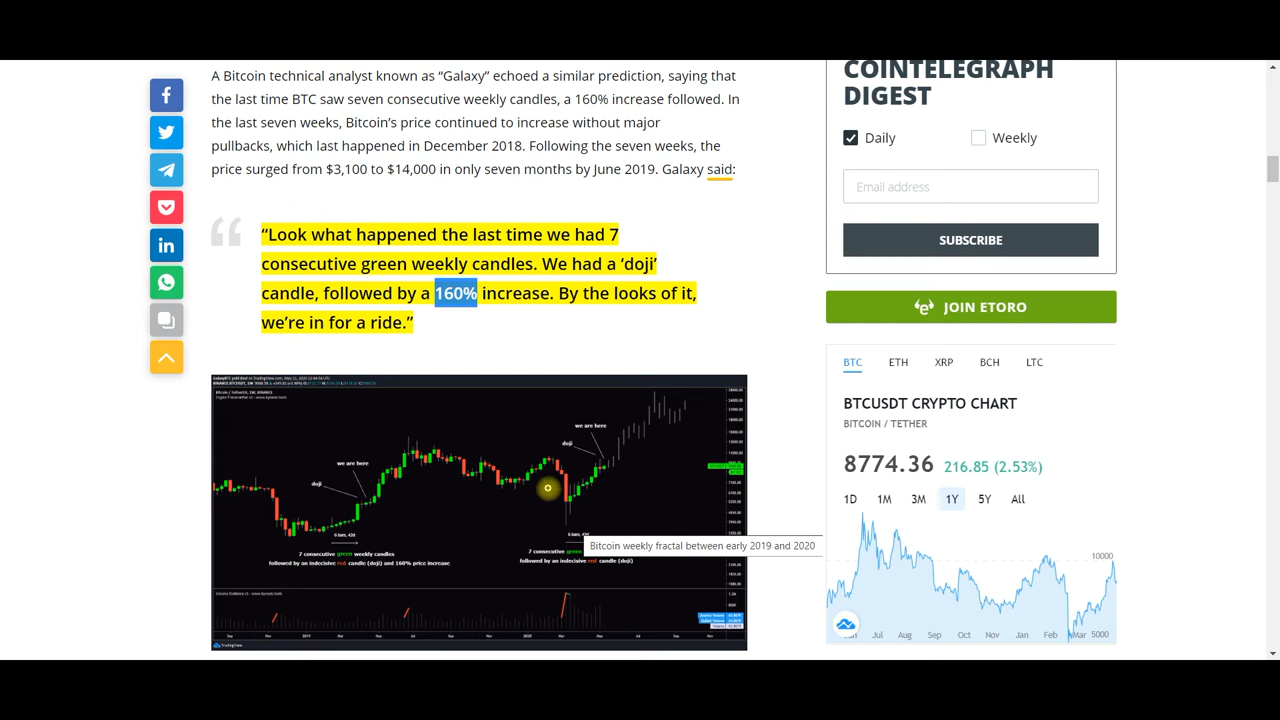 A Bitcoin technical analyst known as “Galaxy” echoed a similar prediction, saying that
the last time BTC saw seven consecutive weekly candles, a 160% increase followed. In
the last seven weeks, Bitcoin’s price continued to increase without major
pullbacks, which last happened in December 2018. Following the seven weeks, the
price surged from $3,100 to $14,000 in only seven months by June 2019. Galaxy said:
“Look what happened the last time we had 7
consecutive green weekly candles. We had a ‘doji’
candle, followed by a 160% increase. By the looks of it,
we’re in for a ride.”
we are here
doji
we are here
doji
6 bars, 42d
7 consecutive green weekly candles
followed by an indecisive red candle (doji) and 160% price increase
7 consecutive green
followed by an indecisive red candle (doji)
Bitcoin weekly fractal between early 2019 and 2020
TradingView
COINTELEGRAPH
DIGEST
Daily
Weekly
Email address
SUBSCRIBE
JOIN ETORO
BTC ETH XRP BCH LTC
BTCUSDT CRYPTO CHART
BITCOIN / TETHER
8774.36 216.85 (2.53%)
1D 1M 3M 1Y 5Y All
10000
5000
Jul Aug Sep Oct Nov Jan Feb Mar